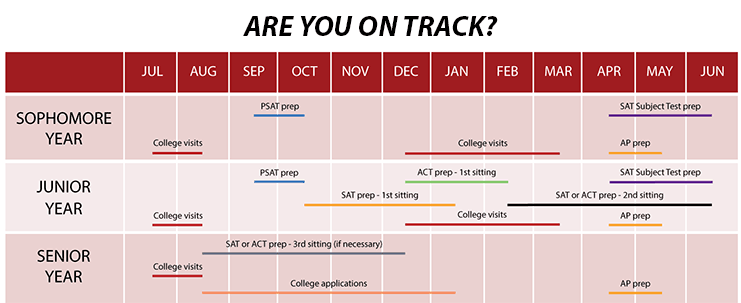 ARE YOU ON TRACK?
JUL AUG SEP OCT NOV DEC JAN FEB MAR APR MAY JUN
SOPHOMORE
YEAR
PSAT prep
SAT Subject Test prep
College visits
College visits
AP prep
JUNIOR
YEAR
PSAT prep
ACT prep - 1st sitting
SAT Subject Test prep
SAT prep - 1st sitting
SAT or ACT prep - 2nd sitting
College visits
College visits
AP prep
SENIOR
YEAR
SAT or ACT prep - 3rd sitting (if necessary)
College visits
College applications
AP prep